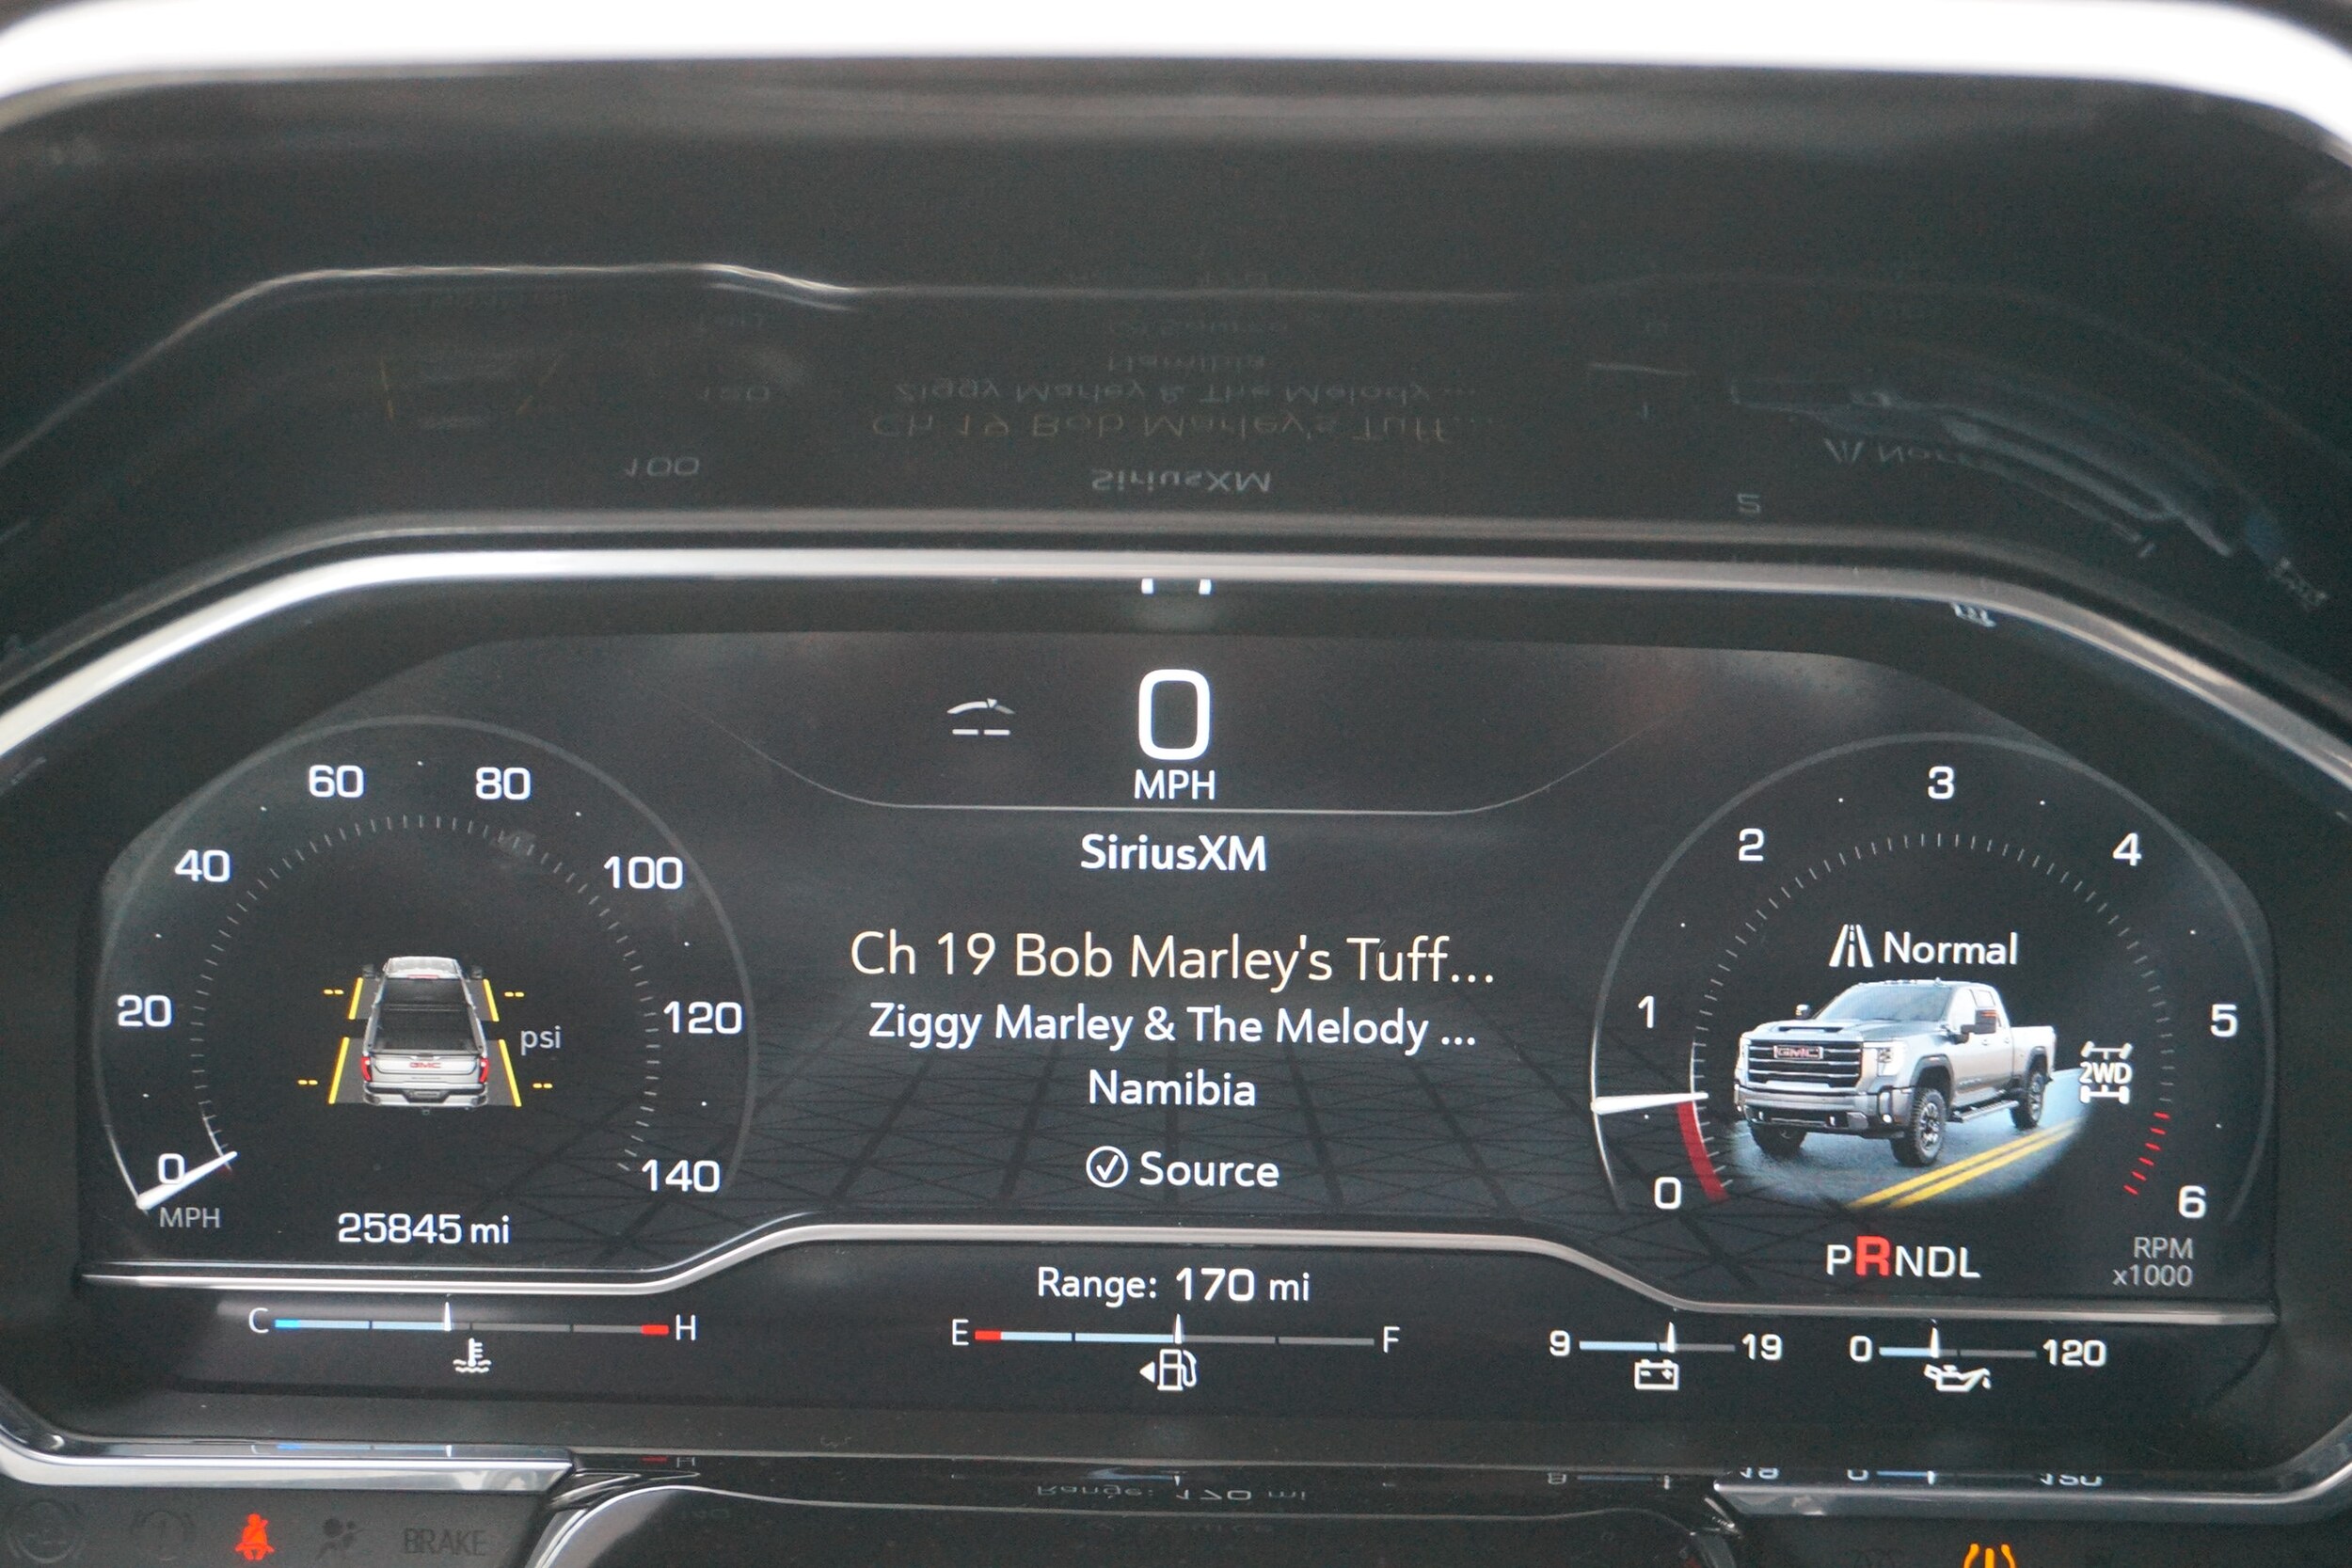 0
MPH
SiriusXM
Ch 19 Bob Marley's Tuff...
Ziggy Marley & The Melody ...
Namibia
Source
0
20
40
60
80
100
120
140
MPH
-- --
psi
-- --
GMC
25845 mi
0
1
2
3
4
5
6
RPM
x1000
Normal
GMC
2WD
PRNDL
Range: 170 mi
C H
E F
9 19
0 120
BRAKE